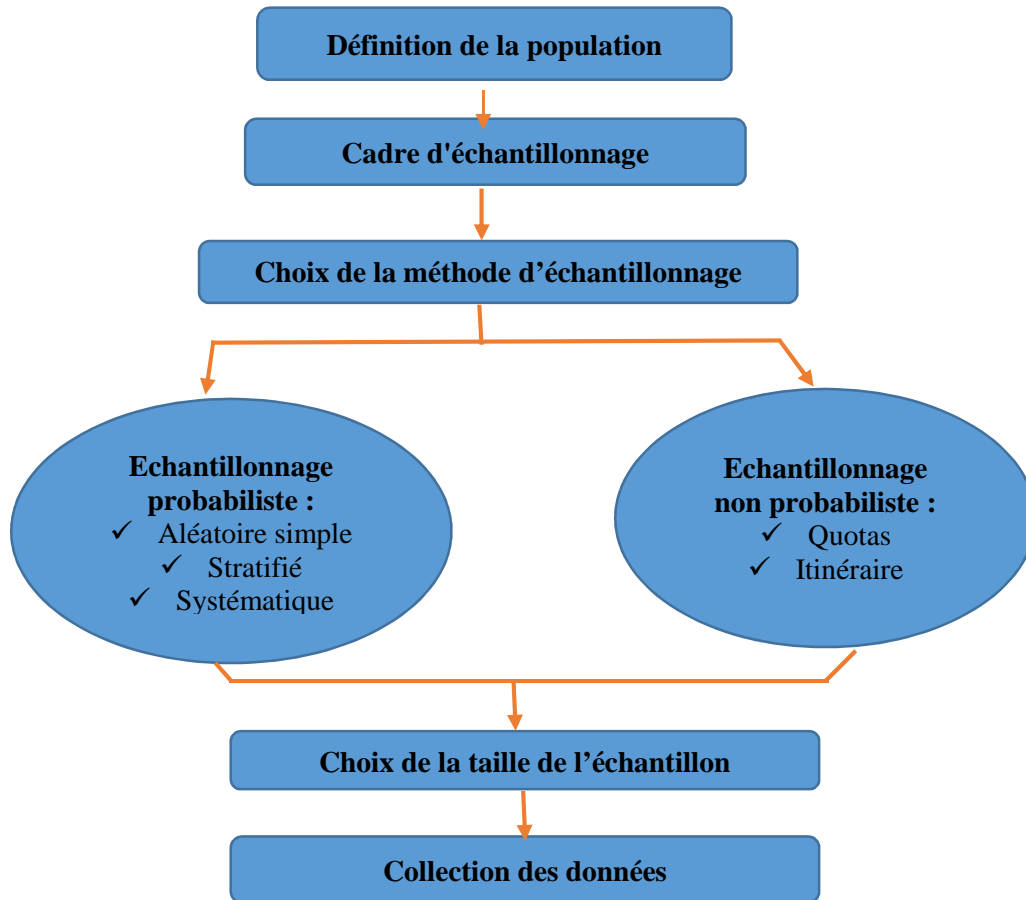 Définition de la population
Cadre d'échantillonnage
Choix de la méthode d’échantillonnage
Echantillonnage
probabiliste :
✓ Aléatoire simple
✓ Stratifié
✓ Systématique
Echantillonnage
non probabiliste :
✓ Quotas
✓ Itinéraire
Choix de la taille de l’échantillon
Collection des données